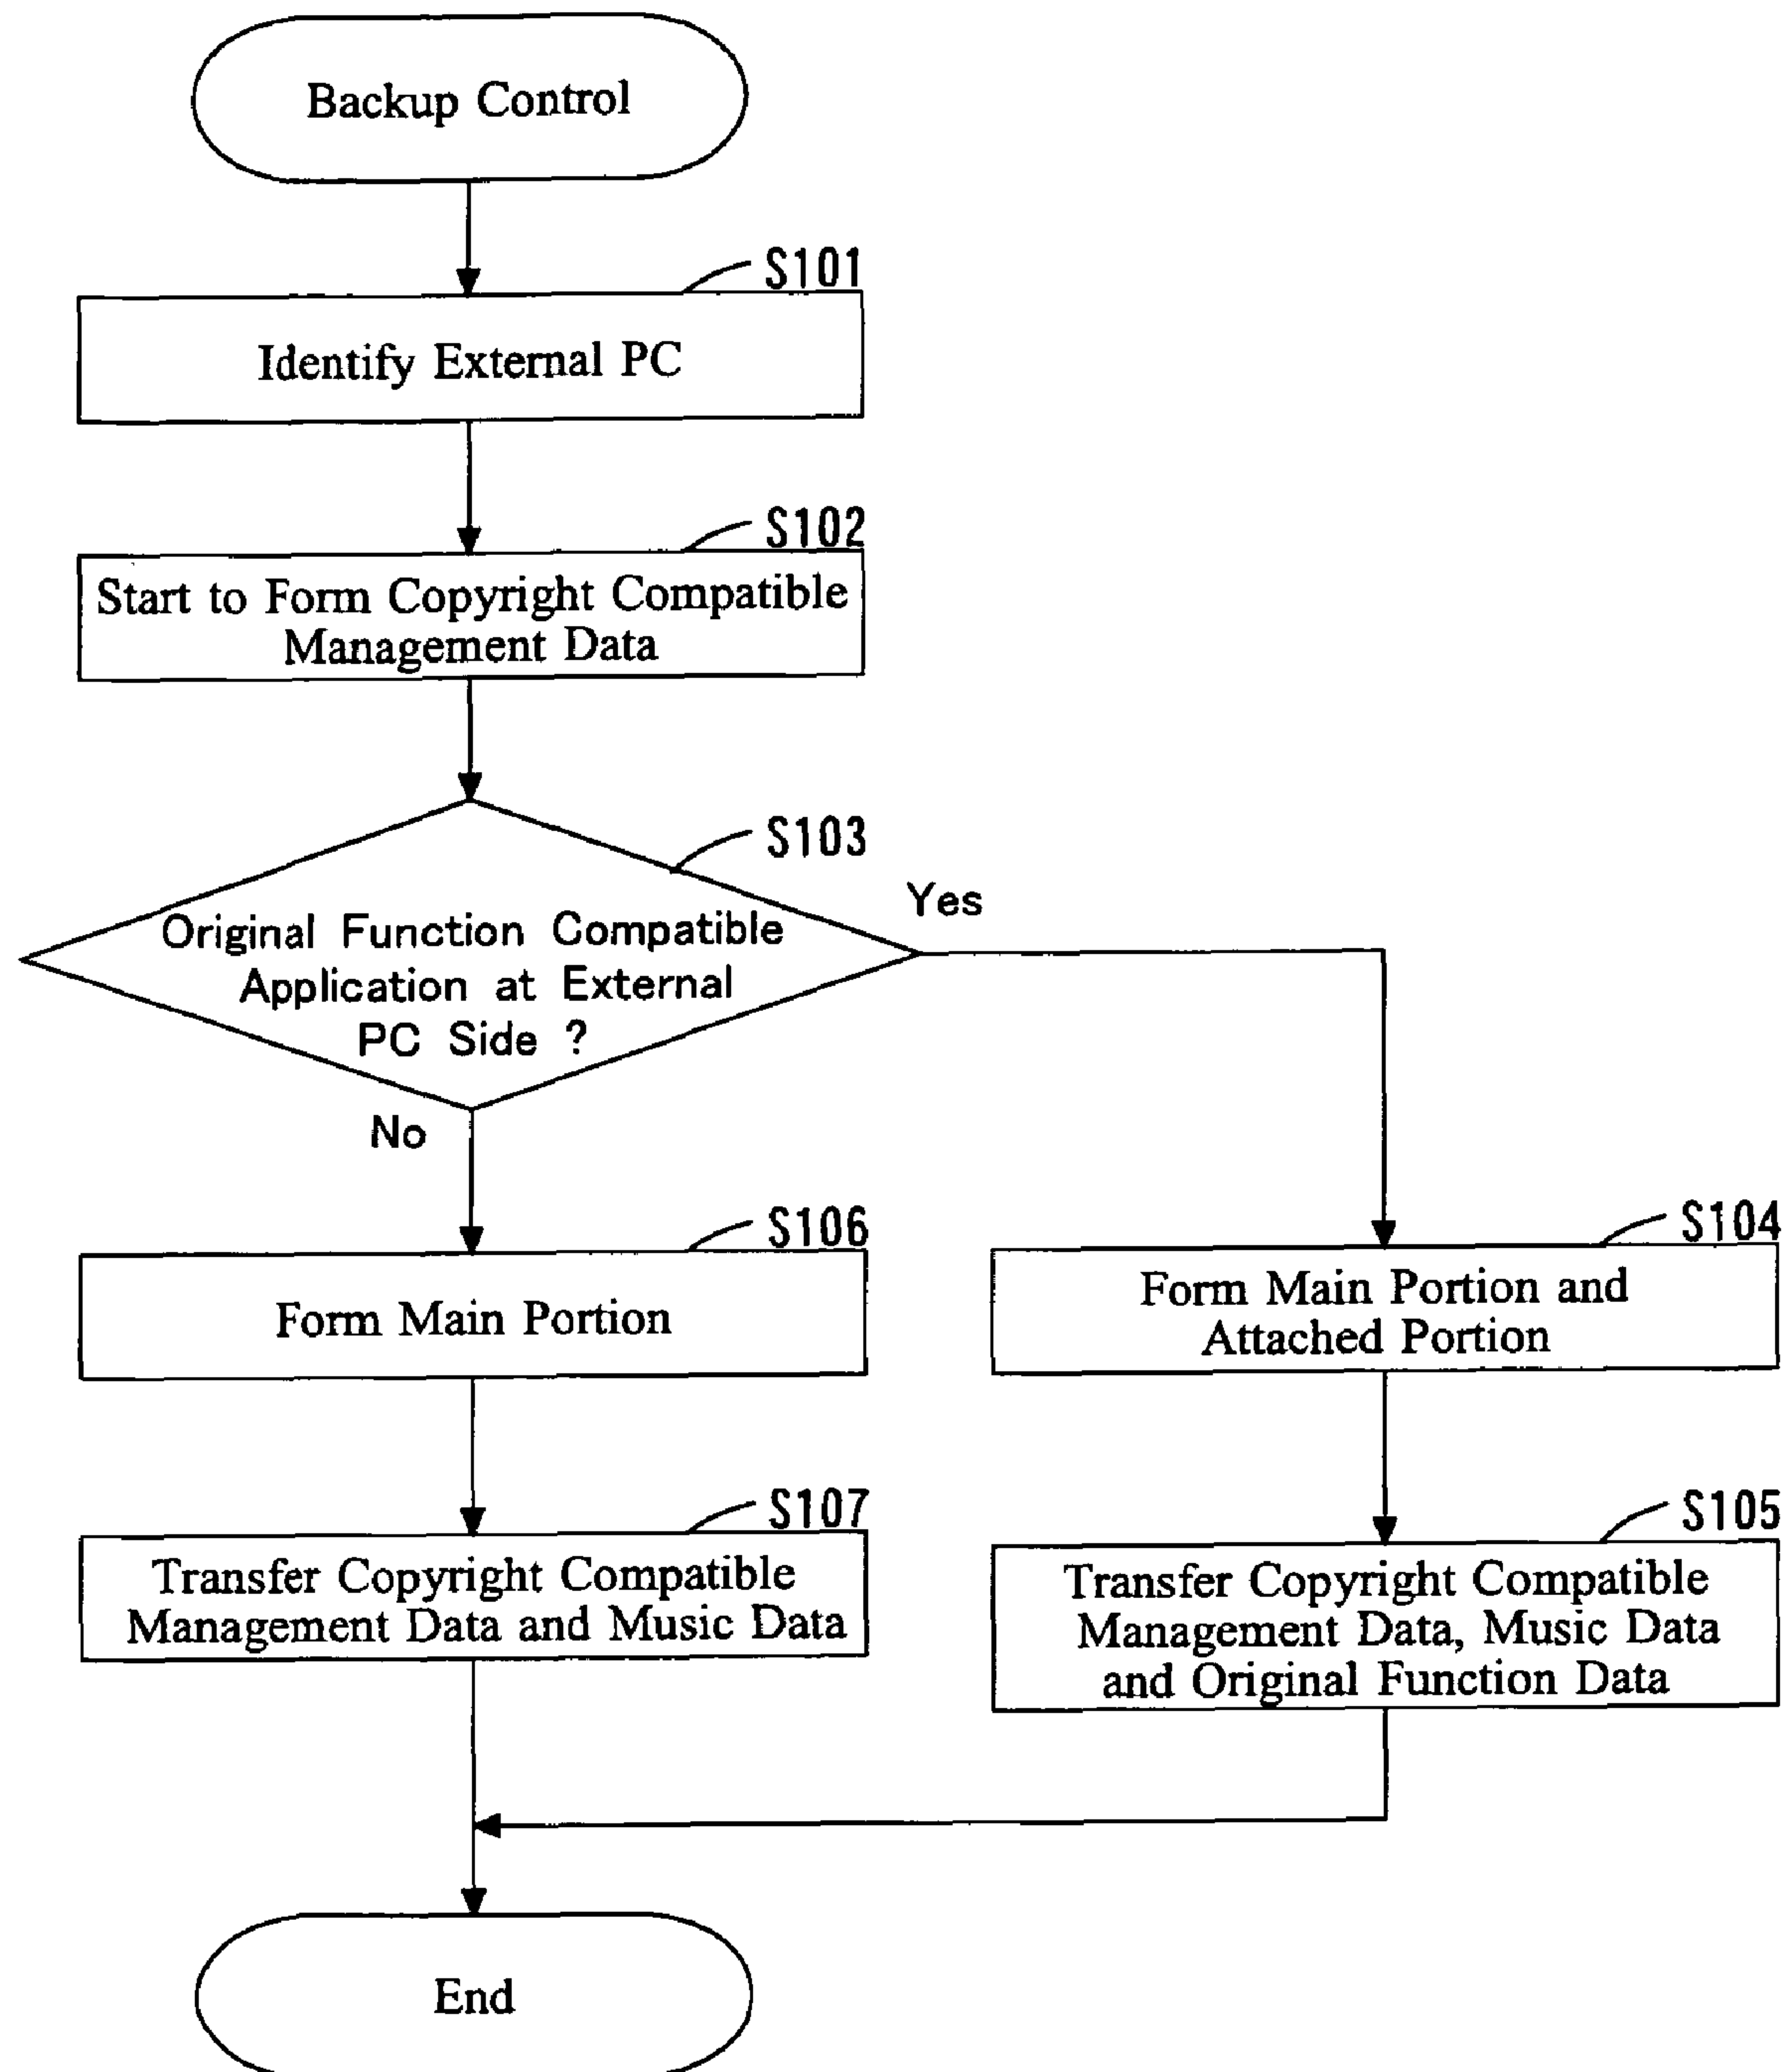 Backup Control
S101
Identify External PC
S102
Start to Form Copyright Compatible
Management Data
S103
Original Function Compatible
Application at External
PC Side ?
Yes
No
S106
Form Main Portion
S104
Form Main Portion and
Attached Portion
S107
Transfer Copyright Compatible
Management Data and Music Data
S105
Transfer Copyright Compatible
Management Data, Music Data
and Original Function Data
End